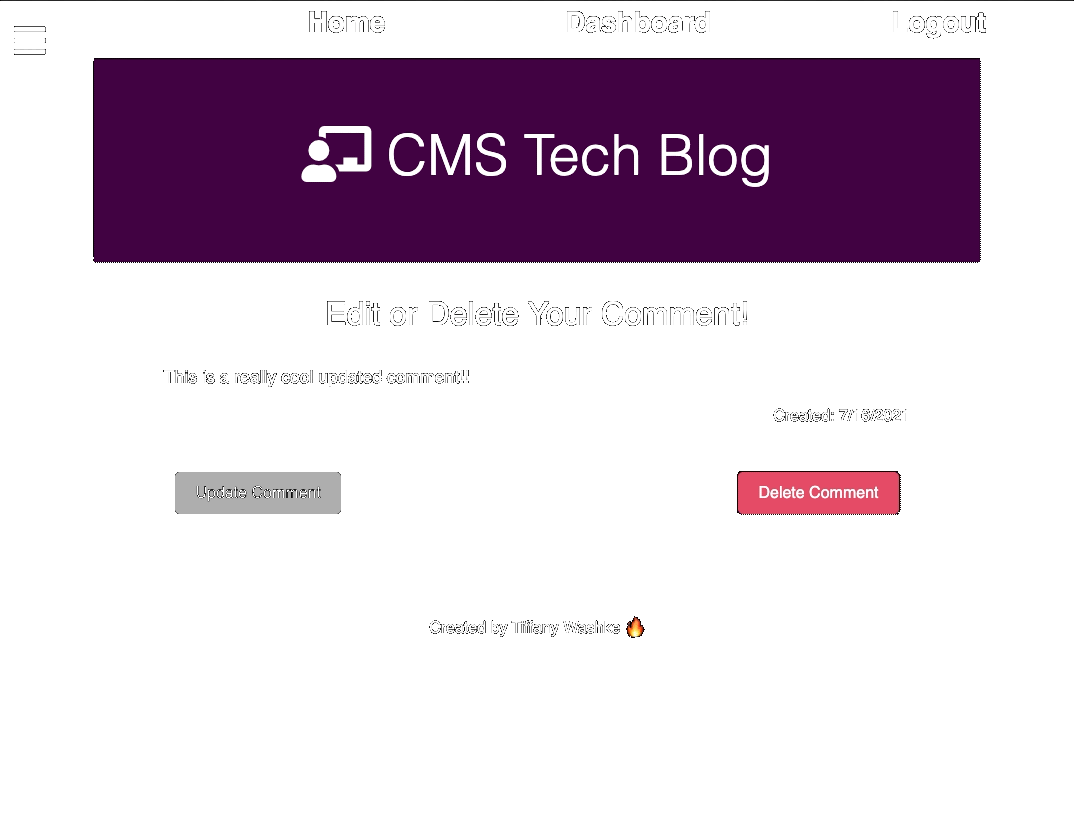 Home Dashboard Logout
CMS Tech Blog
Edit or Delete Your Comment!
This is a really cool updated comment!!
Created: 7/16/2021
Update Comment Delete Comment
Created by Tiffany Washke 🔥